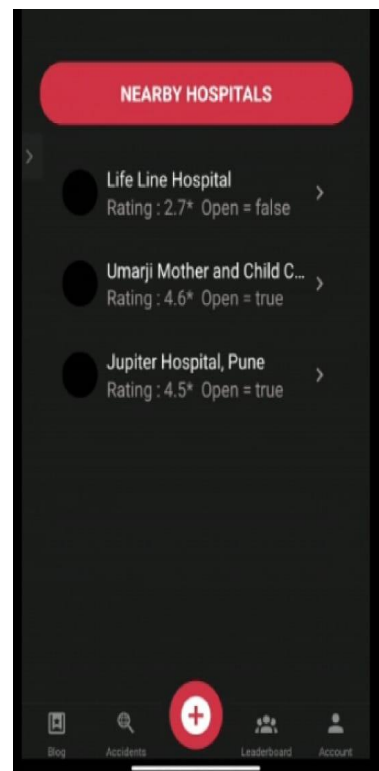 NEARBY HOSPITALS
Life Line Hospital
Rating : 2.7* Open = false
Umarji Mother and Child C...
Rating : 4.6* Open = true
Jupiter Hospital, Pune
Rating : 4.5* Open = true
Blog Accidents Leaderboard Account